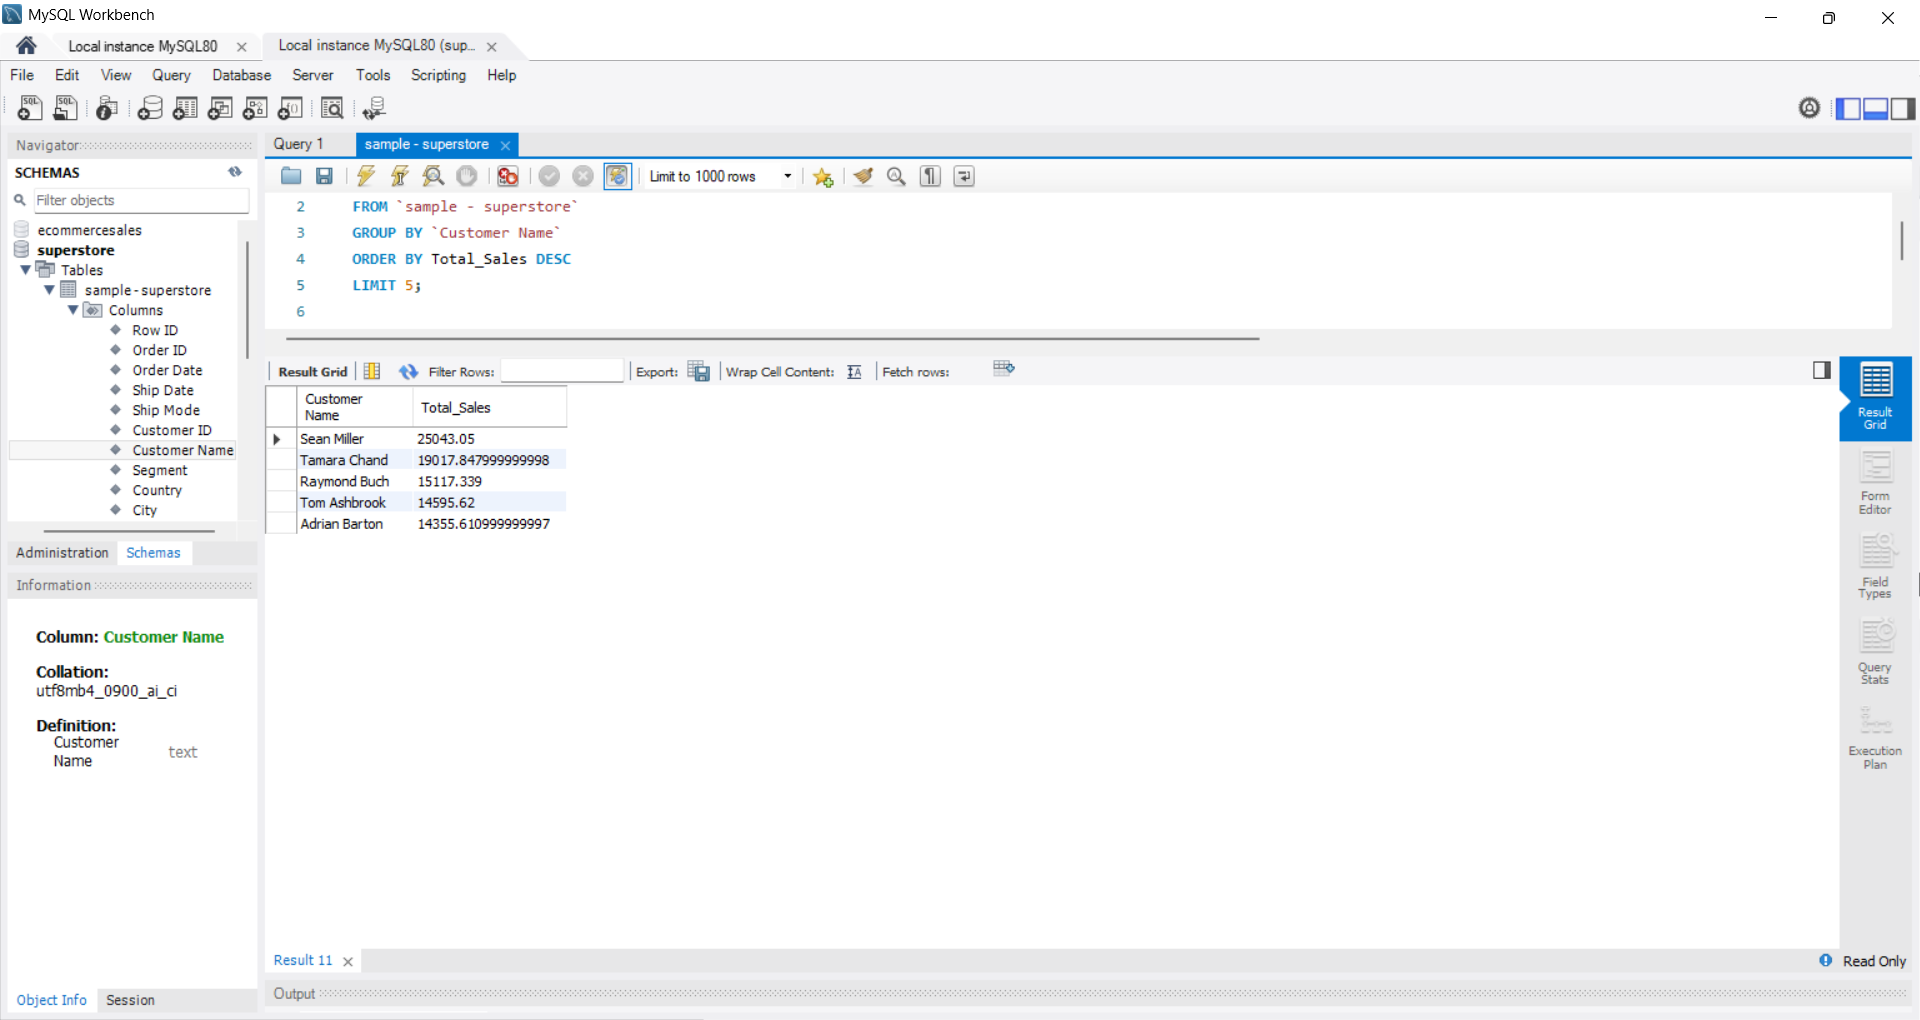 MySQL Workbench
Local instance MySQL80
Local instance MySQL80 (sup...
File Edit View Query Database Server Tools Scripting Help
Navigator
SCHEMAS
Filter objects
ecommercesales
superstore
Tables
sample - superstore
Columns
Row ID
Order ID
Order Date
Ship Date
Ship Mode
Customer ID
Customer Name
Segment
Country
City
Administration Schemas
Information
Column: Customer Name
Collation:
utf8mb4_0900_ai_ci
Definition:
Customer
Name
text
Object Info Session
Query 1
sample - superstore
Limit to 1000 rows
2 FROM `sample - superstore`
3 GROUP BY `Customer Name`
4 ORDER BY Total_Sales DESC
5 LIMIT 5;
6
Result Grid Filter Rows: Export: Wrap Cell Content: Fetch rows:
Customer
Name
Total_Sales
Sean Miller 25043.05
Tamara Chand 19017.847999999998
Raymond Buch 15117.339
Tom Ashbrook 14595.62
Adrian Barton 14355.610999999997
Result
Grid
Form
Editor
Field
Types
Query
Stats
Execution
Plan
Result 11
Read Only
Output